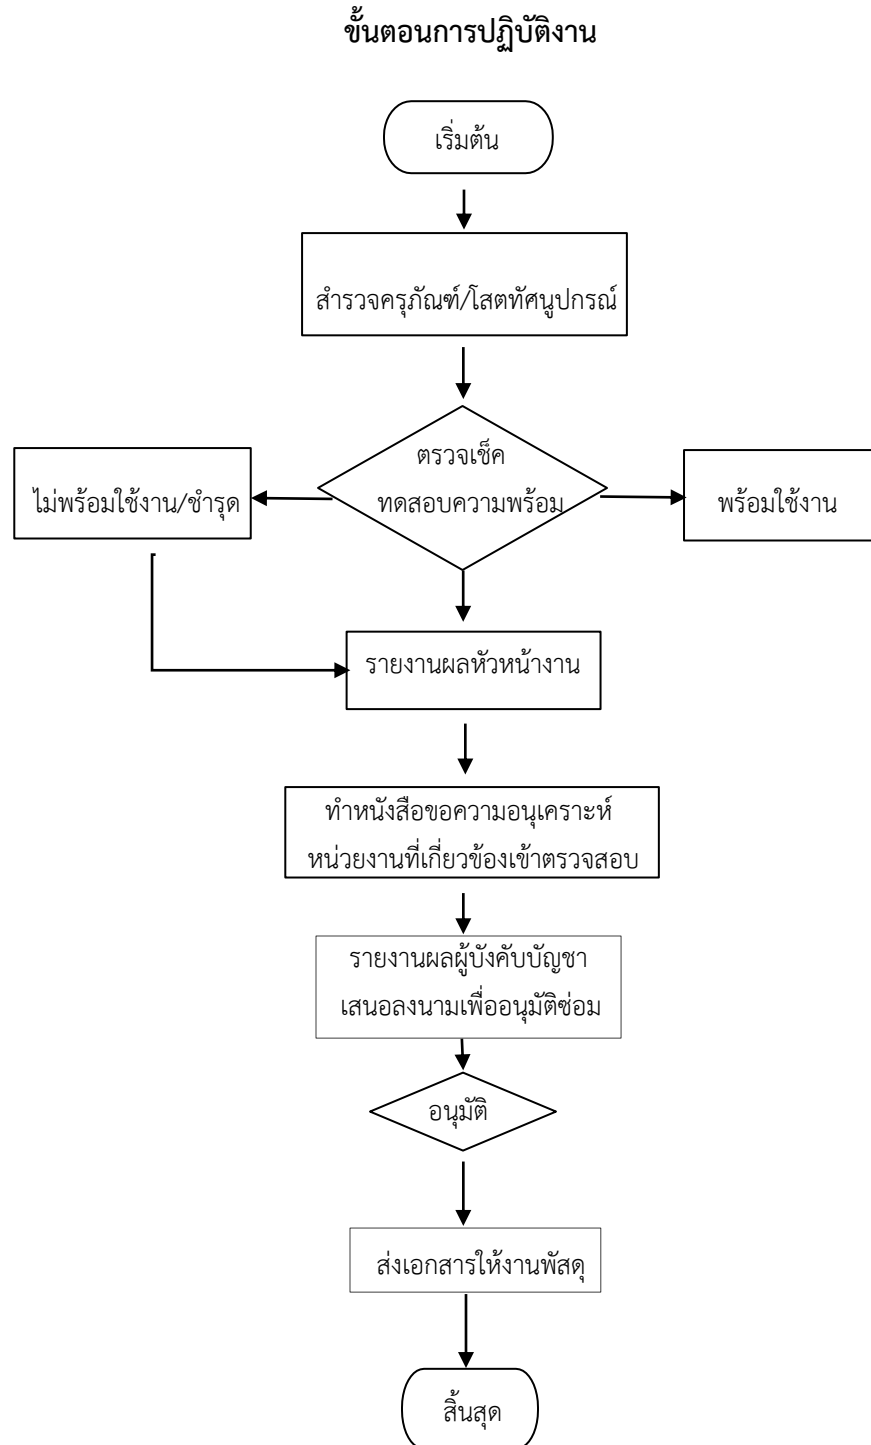 ขั้นตอนการปฏิบัติงาน
เริ่มต้น
สำรวจครุภัณฑ์/โสตทัศนูปกรณ์
ตรวจเช็ค
ทดสอบความพร้อม
ไม่พร้อมใช้งาน/ชำรุด
พร้อมใช้งาน
รายงานผลหัวหน้างาน
ทำหนังสือขอความอนุเคราะห์
หน่วยงานที่เกี่ยวข้องเข้าตรวจสอบ
รายงานผลผู้บังคับบัญชา
เสนอลงนามเพื่ออนุมัติซ่อม
อนุมัติ
ส่งเอกสารให้งานพัสดุ
สิ้นสุด